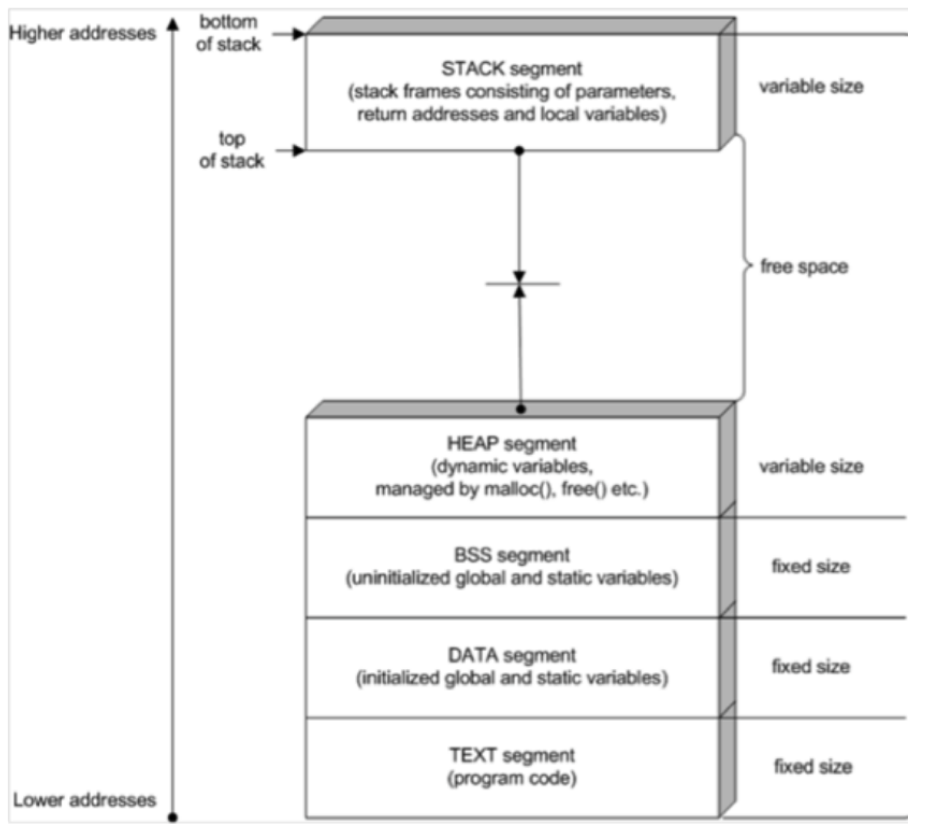 Higher addresses
bottom
of stack
STACK segment
(stack frames consisting of parameters,
return addresses and local variables)
variable size
top
of stack
free space
HEAP segment
(dynamic variables,
managed by malloc(), free() etc.)
variable size
BSS segment
(uninitialized global and static variables)
fixed size
DATA segment
(initialized global and static variables)
fixed size
TEXT segment
(program code)
fixed size
Lower addresses